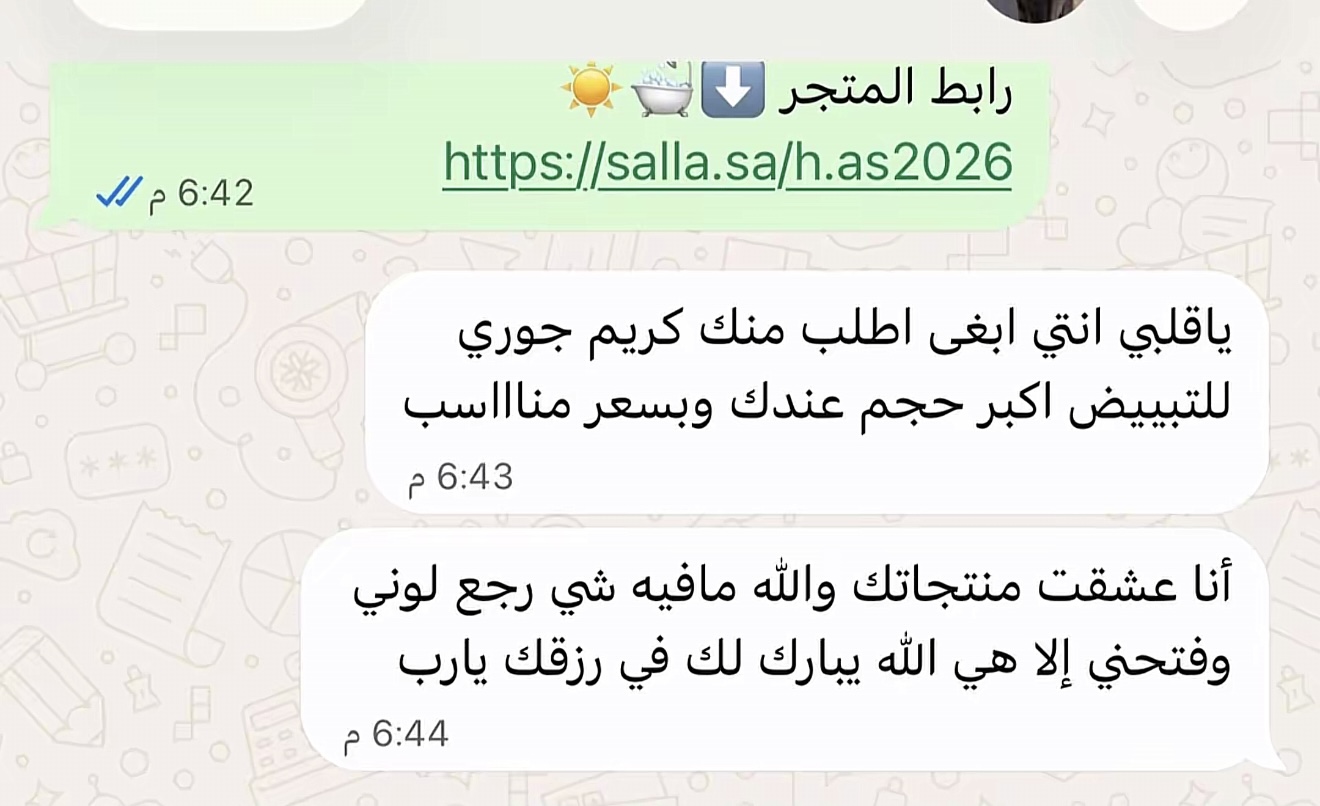 رابط المتجر ⬇️🛁☀️
https://salla.sa/h.as2026
6:42 م
ياقلبي انتي ابغى اطلب منك كريم جوري
للتبييض اكبر حجم عندك وبسعر منااااسب
6:43 م
أنا عشقت منتجاتك والله مافيه شي رجع لوني
وفتحني إلا هي الله يبارك لك في رزقك يارب
6:44 م